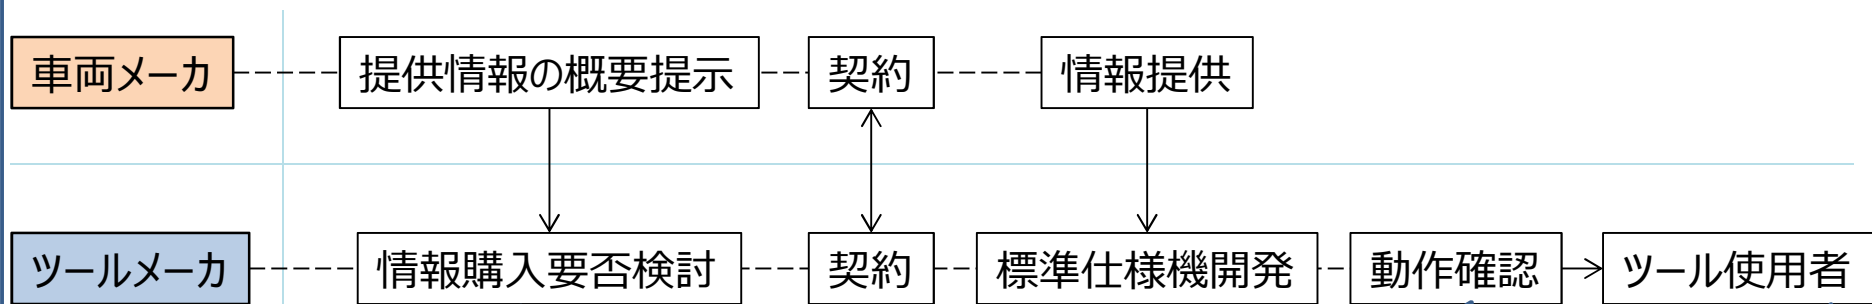 車両メーカ 提供情報の概要提示 契約 情報提供
ツールメーカ 情報購入要否検討 契約 標準仕様機開発 動作確認 ツール使用者